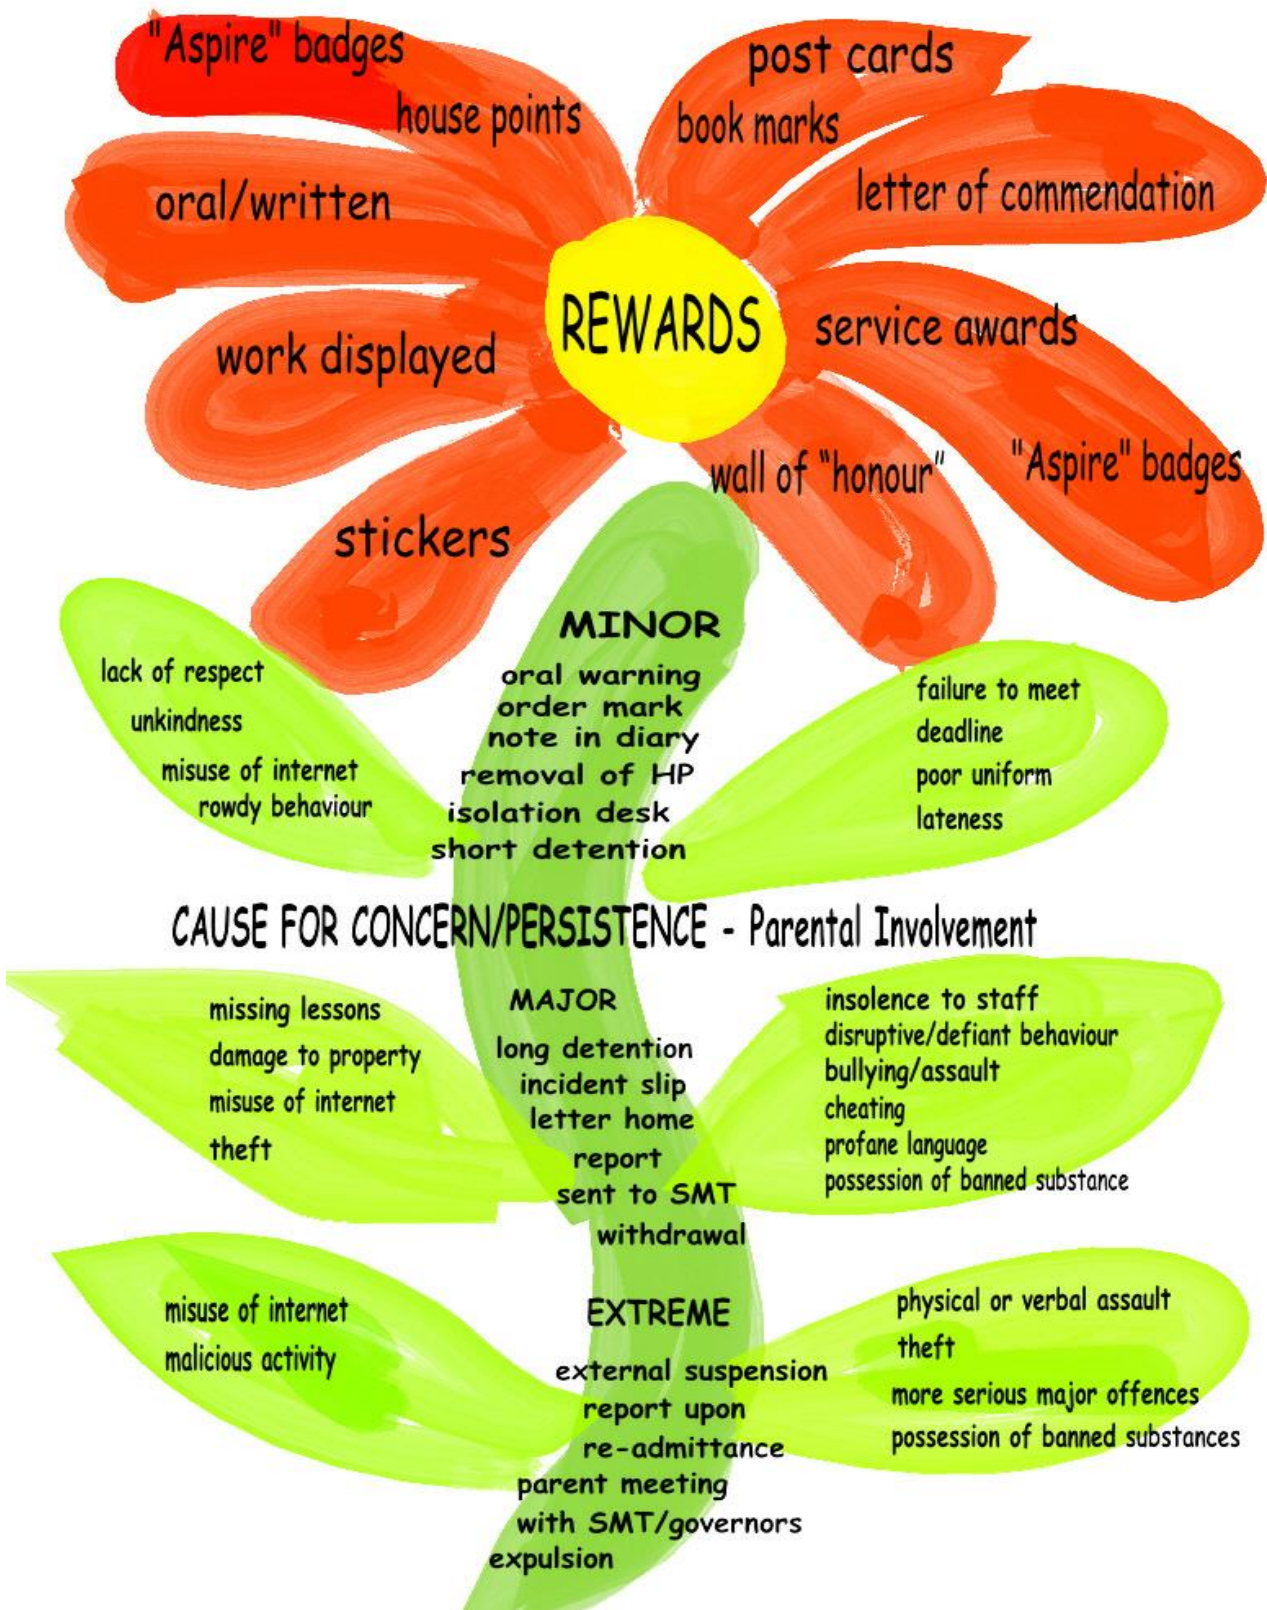 "Aspire" badges
house points
post cards
book marks
oral/written
letter of commendation
REWARDS
work displayed
service awards
"Aspire" badges
wall of “honour”
stickers
MINOR
oral warning
order mark
note in diary
removal of HP
isolation desk
short detention
lack of respect
unkindness
misuse of internet
rowdy behaviour
failure to meet
deadline
poor uniform
lateness
CAUSE FOR CONCERN/PERSISTENCE - Parental Involvement
missing lessons
damage to property
misuse of internet
theft
MAJOR
long detention
incident slip
letter home
report
sent to SMT
withdrawal
insolence to staff
disruptive/defiant behaviour
bullying/assault
cheating
profane language
possession of banned substance
misuse of internet
malicious activity
EXTREME
external suspension
report upon
re-admittance
parent meeting
with SMT/governors
expulsion
physical or verbal assault
theft
more serious major offences
possession of banned substances